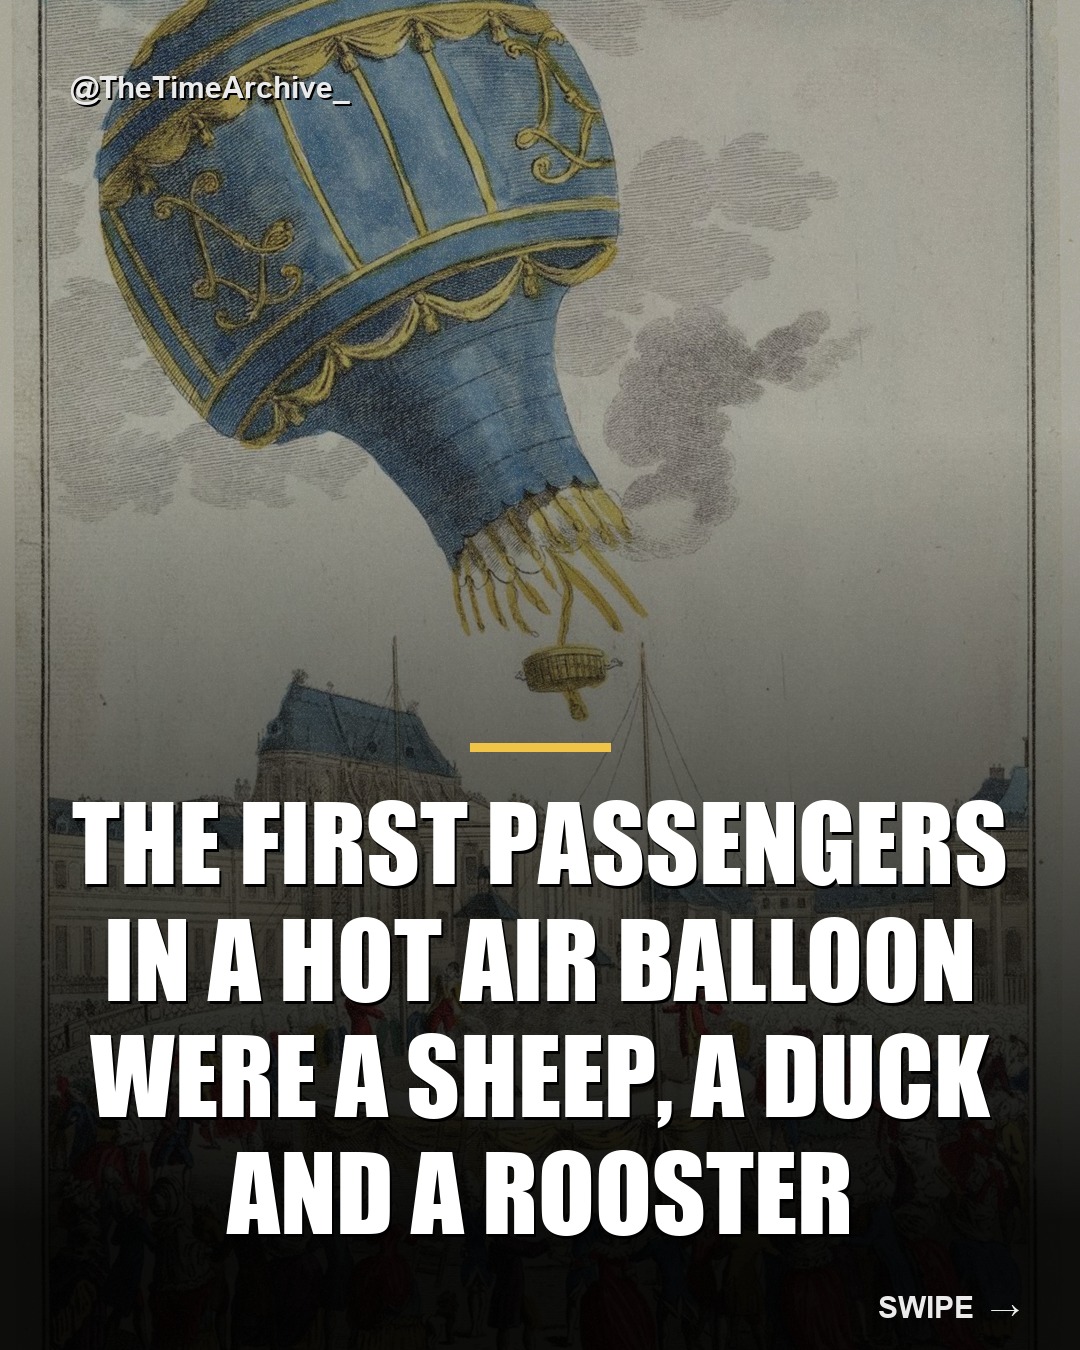 @TheTimeArchive_
THE FIRST PASSENGERS
IN A HOT AIR BALLOON
WERE A SHEEP, A DUCK
AND A ROOSTER
SWIPE →